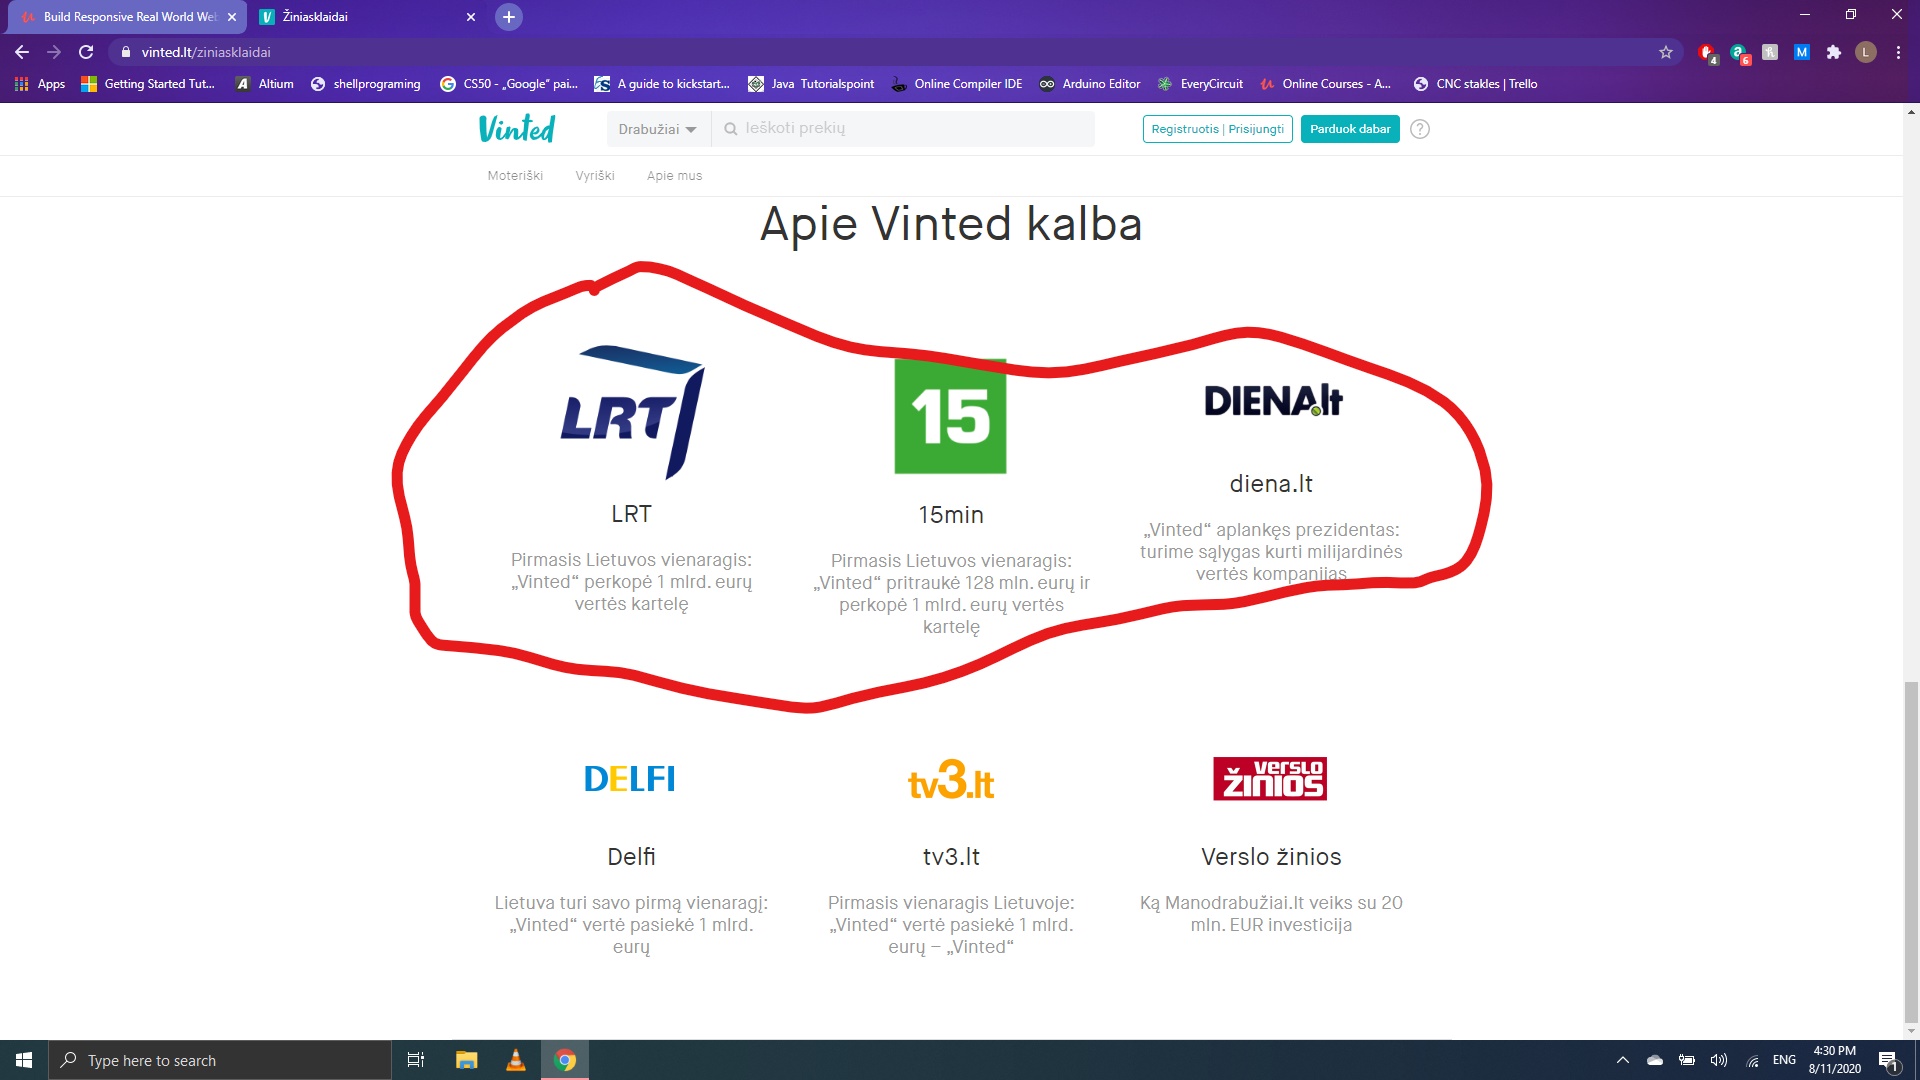 Build Responsive Real World Web
Žiniasklaidai
vinted.lt/ziniasklaidai
4
6
M
L
Apps
Getting Started Tut...
Altium
shellprograming
CS50 - „Google“ pai...
A guide to kickstart...
Java Tutorialspoint
Online Compiler IDE
Arduino Editor
EveryCircuit
Online Courses - A...
CNC stakles | Trello
Vinted
Drabužiai
Ieškoti prekių
Registruotis | Prisijungti
Parduok dabar
?
Moteriški
Vyriški
Apie mus
Apie Vinted kalba
LRT
15
DIENA.lt
LRT
15min
diena.lt
Pirmasis Lietuvos vienaragis:
„Vinted“ perkopė 1 mlrd. eurų
vertės kartelę
Pirmasis Lietuvos vienaragis:
„Vinted“ pritraukė 128 mln. eurų ir
perkopė 1 mlrd. eurų vertės
kartelę
„Vinted“ aplankęs prezidentas:
turime sąlygas kurti milijardinės
vertės kompanijas
DELFI
tv3.lt
VERSLO
ŽINIOS
Delfi
tv3.lt
Verslo žinios
Lietuva turi savo pirmą vienaragį:
„Vinted“ vertė pasiekė 1 mlrd.
eurų
Pirmasis vienaragis Lietuvoje:
„Vinted“ vertė pasiekė 1 mlrd.
eurų – „Vinted“
Ką Manodrabužiai.lt veiks su 20
mln. EUR investicija
Type here to search
ENG
4:30 PM
8/11/2020
1